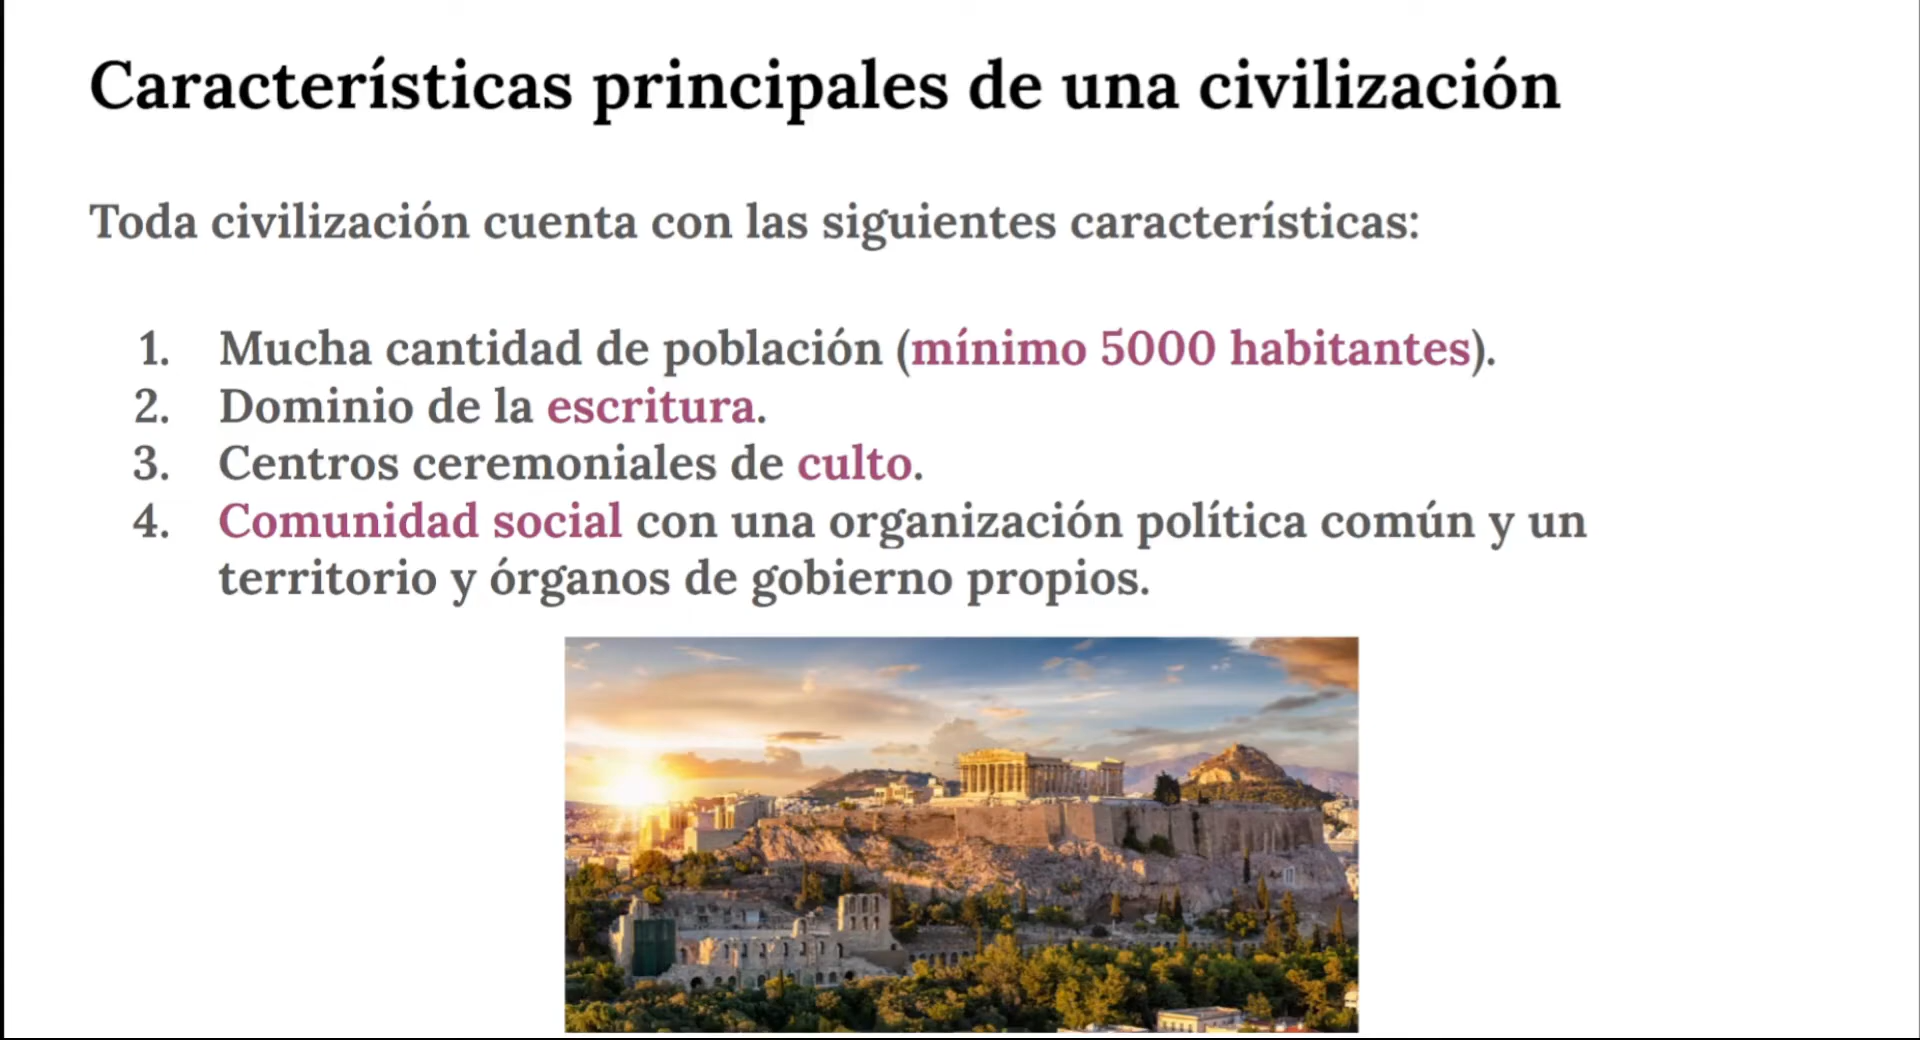 Características principales de una civilización
Toda civilización cuenta con las siguientes características:
1. Mucha cantidad de población (mínimo 5000 habitantes).
2. Dominio de la escritura.
3. Centros ceremoniales de culto.
4. Comunidad social con una organización política común y un
territorio y órganos de gobierno propios.